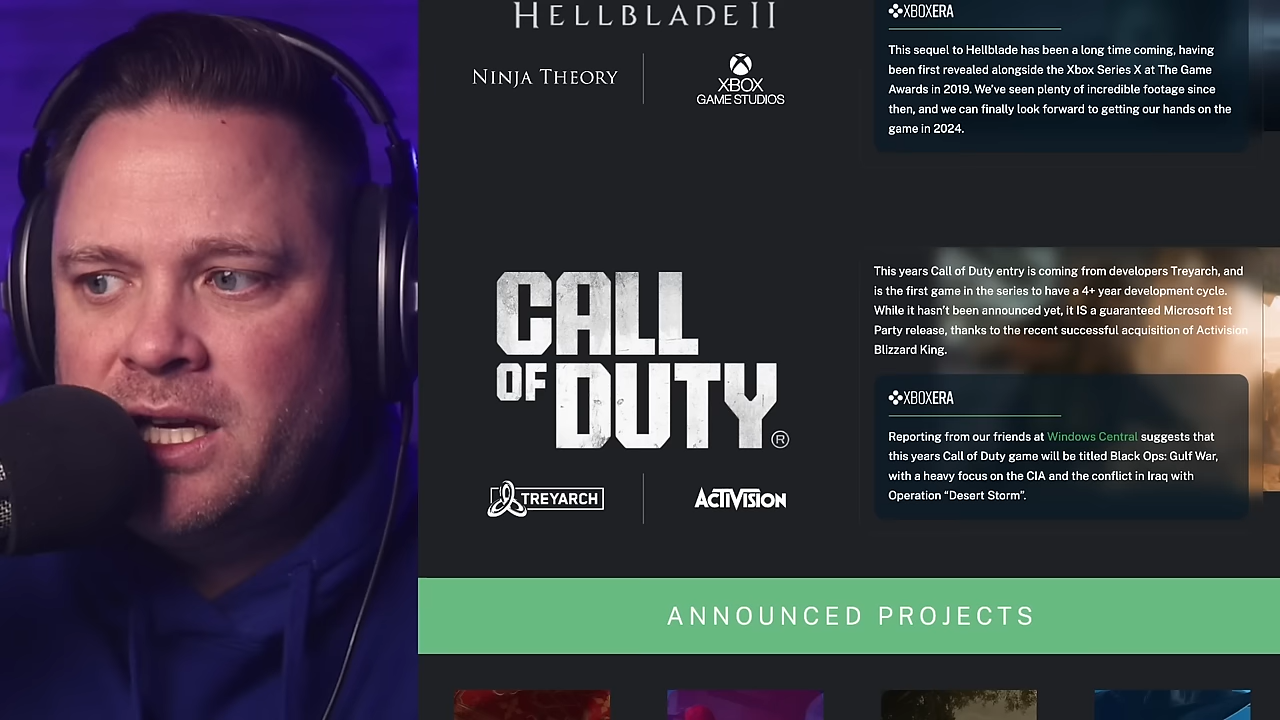 HELLBLADE II
NINJA THEORY
XBOX
GAME STUDIOS
XBOXERA
This sequel to Hellblade has been a long time coming, having
been first revealed alongside the Xbox Series X at The Game
Awards in 2019. We've seen plenty of incredible footage since
then, and we can finally look forward to getting our hands on the
game in 2024.
CALL
OF DUTY®
TREYARCH
ACTIVISION
This years Call of Duty entry is coming from developers Treyarch, and
is the first game in the series to have a 4+ year development cycle.
While it hasn't been announced yet, it IS a guaranteed Microsoft 1st
Party release, thanks to the recent successful acquisition of Activision
Blizzard King.
XBOXERA
Reporting from our friends at Windows Central suggests that
this years Call of Duty game will be titled Black Ops: Gulf War,
with a heavy focus on the CIA and the conflict in Iraq with
Operation “Desert Storm”.
ANNOUNCED PROJECTS